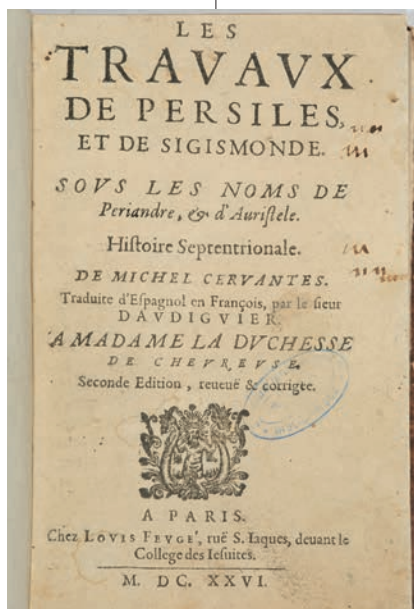 LES
TRAVAVX
DE PERSILES,
ET DE SIGISMONDE.
SOVS LES NOMS DE
Periandre, & d'Auriſtele.
Hiſtoire Septentrionale.
DE MICHEL CERVANTES.
Traduite d'Eſpagnol en François, par le ſieur
DAVDIGVIER.
A MADAME LA DVCHESSE
DE CHEVREVSE.
Seconde Edition, reueuë & corrigée.
A PARIS.
Chez LOVIS FEVGE', ruë S. Iaques, deuant le
College des Ieſuites.
M. DC. XXVI.